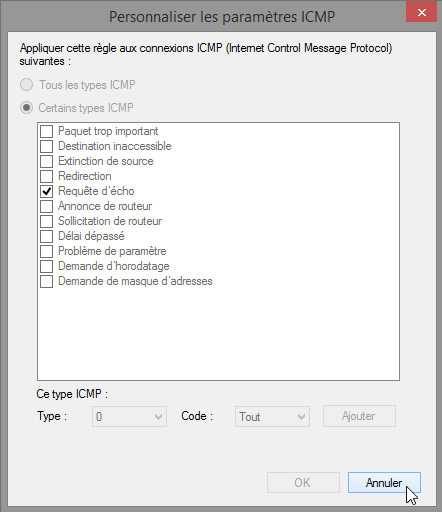 Personnaliser les paramètres ICMP
Appliquer cette règle aux connexions ICMP (Internet Control Message Protocol)
suivantes :
Tous les types ICMP
Certains types ICMP
Paquet trop important
Destination inaccessible
Extinction de source
Redirection
Requête d'écho
Annonce de routeur
Sollicitation de routeur
Délai dépassé
Problème de paramètre
Demande d'horodatage
Demande de masque d'adresses
Ce type ICMP :
Type : 0 Code : Tout Ajouter
OK Annuler